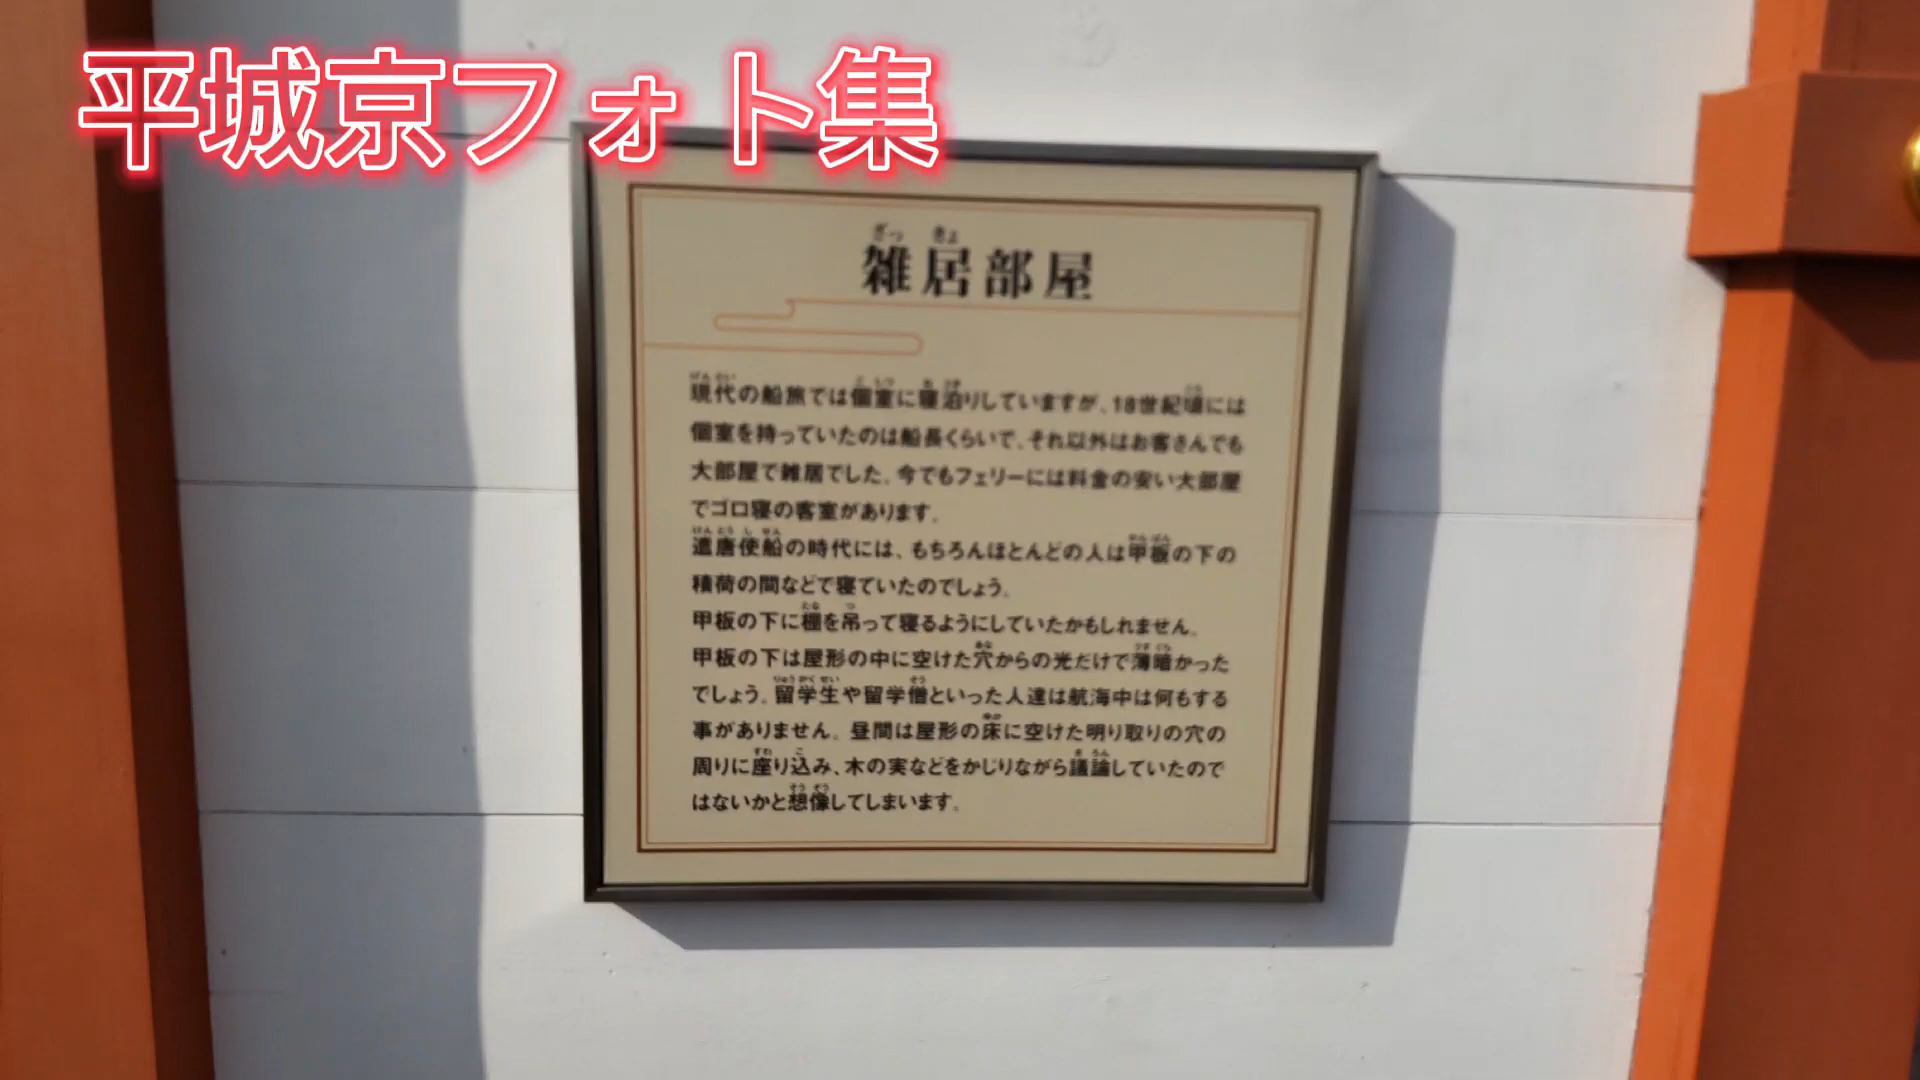 平城京フォト集
雑居部屋
現代の船旅では個室に寝泊りしていますが、18世紀頃には
個室を持っていたのは船長くらいで、それ以外はお客さんでも
大部屋で雑居でした。今でもフェリーには料金の安い大部屋
でゴロ寝の客室があります。
遣唐使船の時代には、もちろんほとんどの人は甲板の下の
積荷の間などで寝ていたのでしょう。
甲板の下に棚を吊って寝るようにしていたかもしれません。
甲板の下は屋形の中に空けた穴からの光だけで薄暗かった
でしょう。留学生や留学僧といった人達は航海中は何もする
事がありません。昼間は屋形の床に空けた明り取りの穴の
周りに座り込み、木の実などをかじりながら議論していたので
はないかと想像してしまいます。